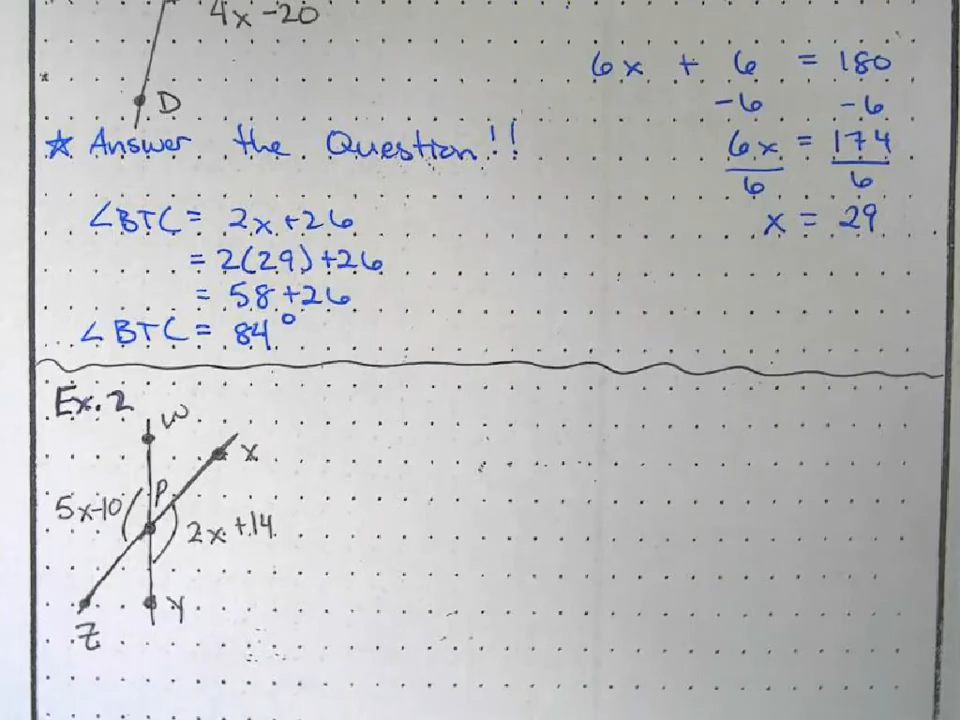 4x-20
D
6x + 6 = 180
-6 -6
6x = 174
6 6
x = 29
☆ Answer the Question!!
∠BTC = 2x+26
= 2(29)+26
= 58+26
∠BTC = 84°
Ex. 2
W
X
P
5x-10
2x+14
Y
Z